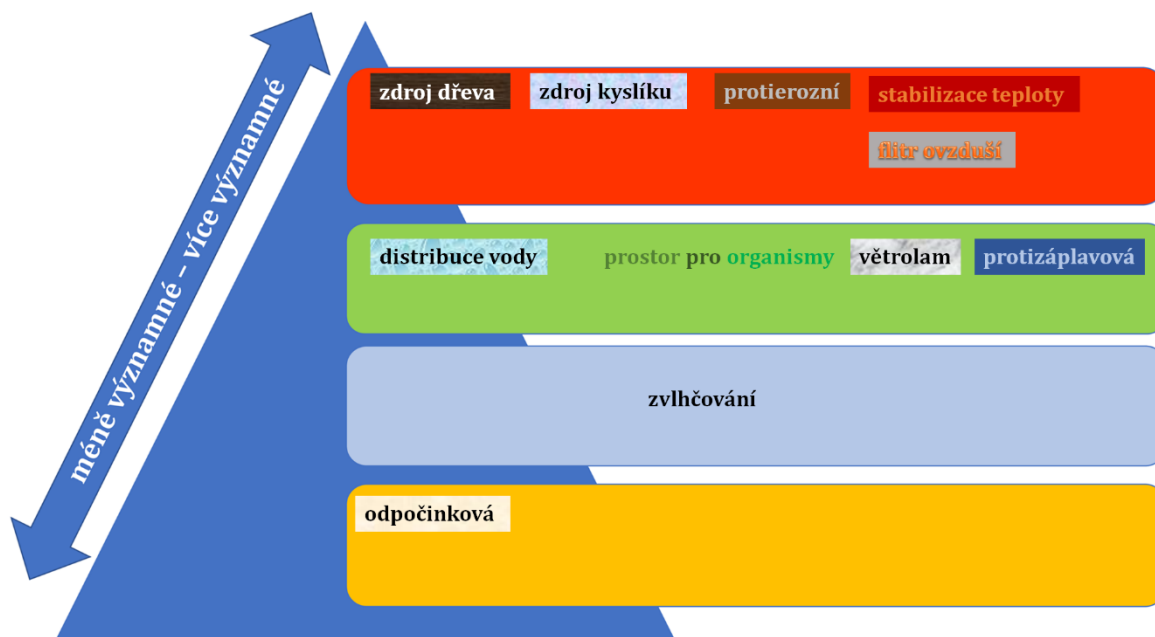 méně významné – více významné
zdroj dřeva
zdroj kyslíku
protierozní
stabilizace teploty
flitr ovzduší
distribuce vody
prostor pro organismy
větrolam
protizáplavová
zvlhčování
odpočinková